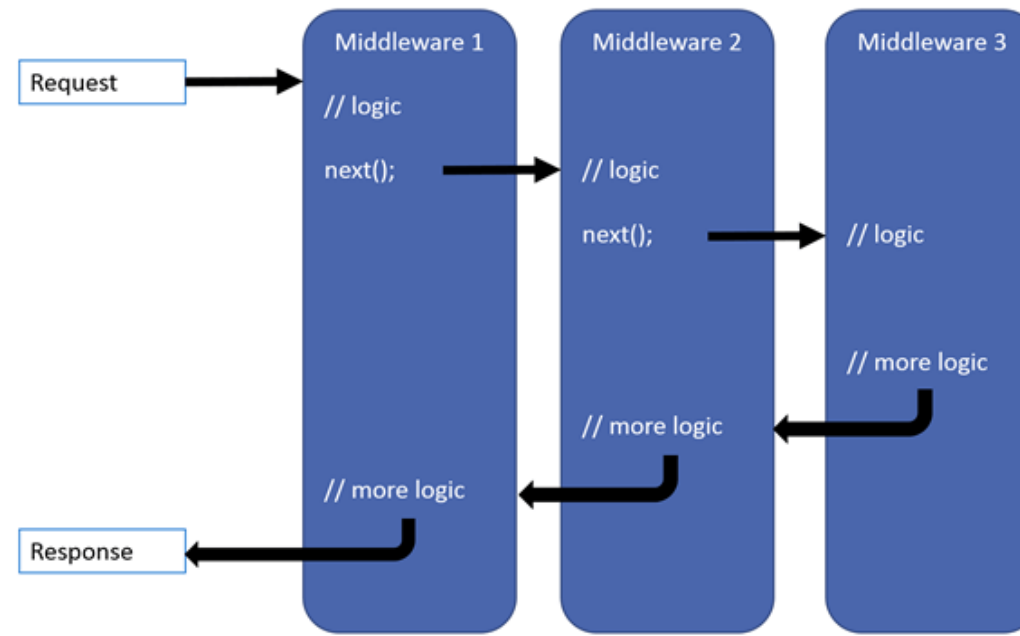 Middleware 1
Middleware 2
Middleware 3
Request
// logic
next();
// logic
next();
// logic
// more logic
// more logic
// more logic
Response